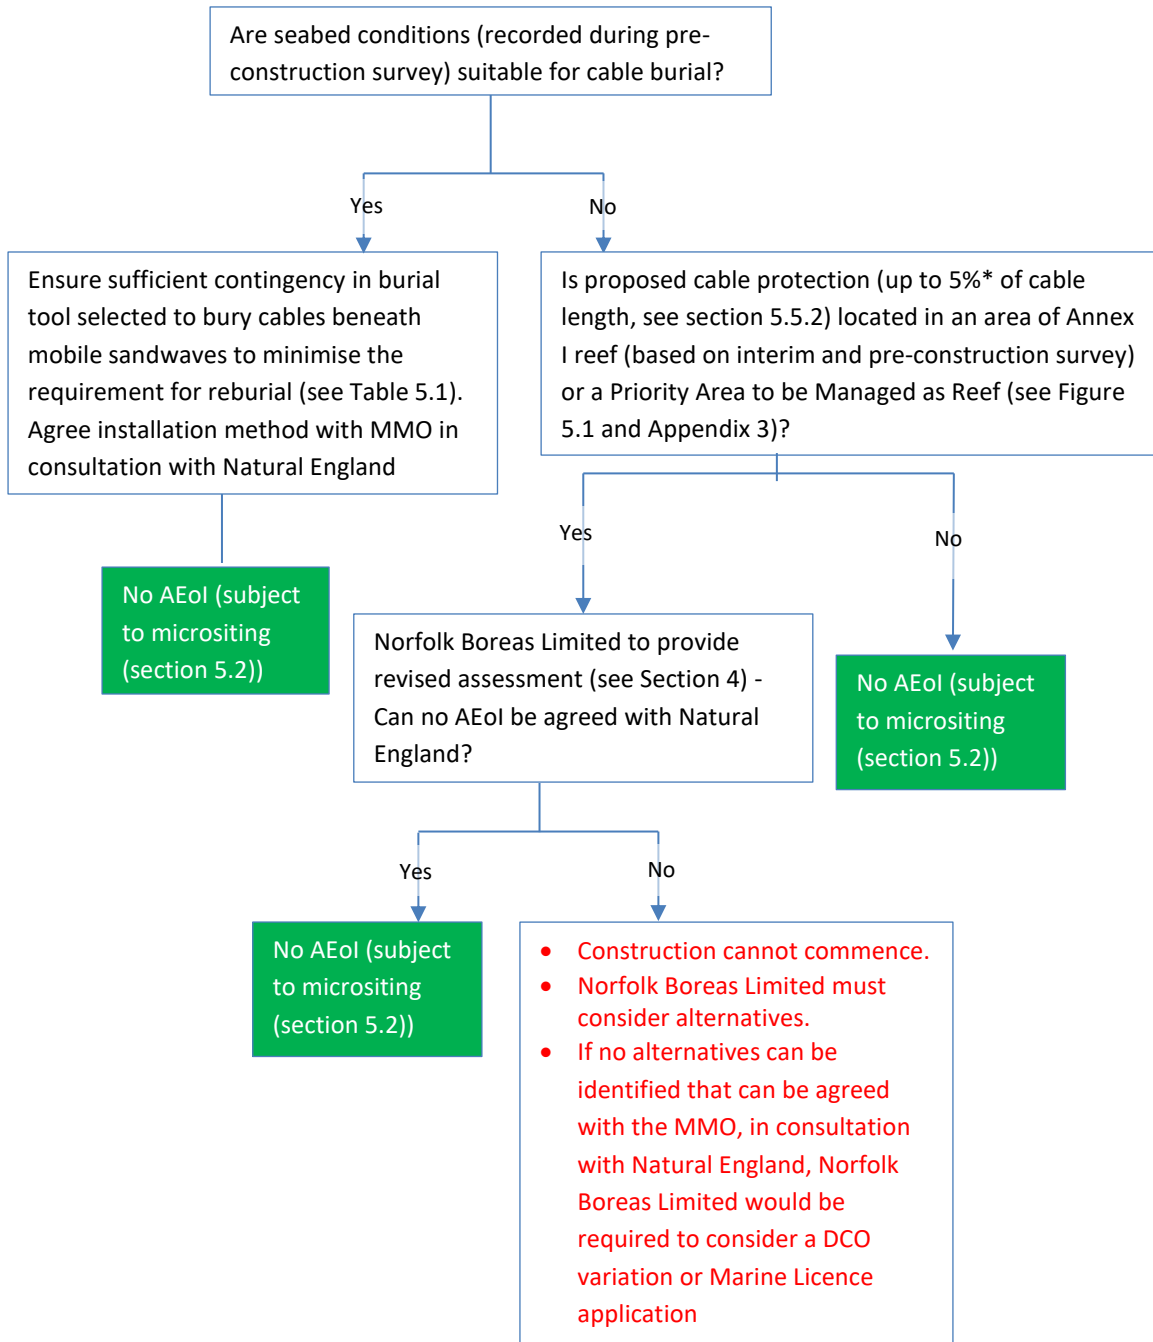 Are seabed conditions (recorded during pre-
construction survey) suitable for cable burial?
Yes
No
Ensure sufficient contingency in burial
tool selected to bury cables beneath
mobile sandwaves to minimise the
requirement for reburial (see Table 5.1).
Agree installation method with MMO in
consultation with Natural England
Is proposed cable protection (up to 5%* of cable
length, see section 5.5.2) located in an area of Annex
I reef (based on interim and pre-construction survey)
or a Priority Area to be Managed as Reef (see Figure
5.1 and Appendix 3)?
Yes
No
No AEoI (subject
to micrositing
(section 5.2))
Norfolk Boreas Limited to provide
revised assessment (see Section 4) -
Can no AEoI be agreed with Natural
England?
No AEoI (subject
to micrositing
(section 5.2))
Yes
No
No AEoI (subject
to micrositing
(section 5.2))
• Construction cannot commence.
• Norfolk Boreas Limited must
consider alternatives.
• If no alternatives can be
identified that can be agreed
with the MMO, in consultation
with Natural England, Norfolk
Boreas Limited would be
required to consider a DCO
variation or Marine Licence
application